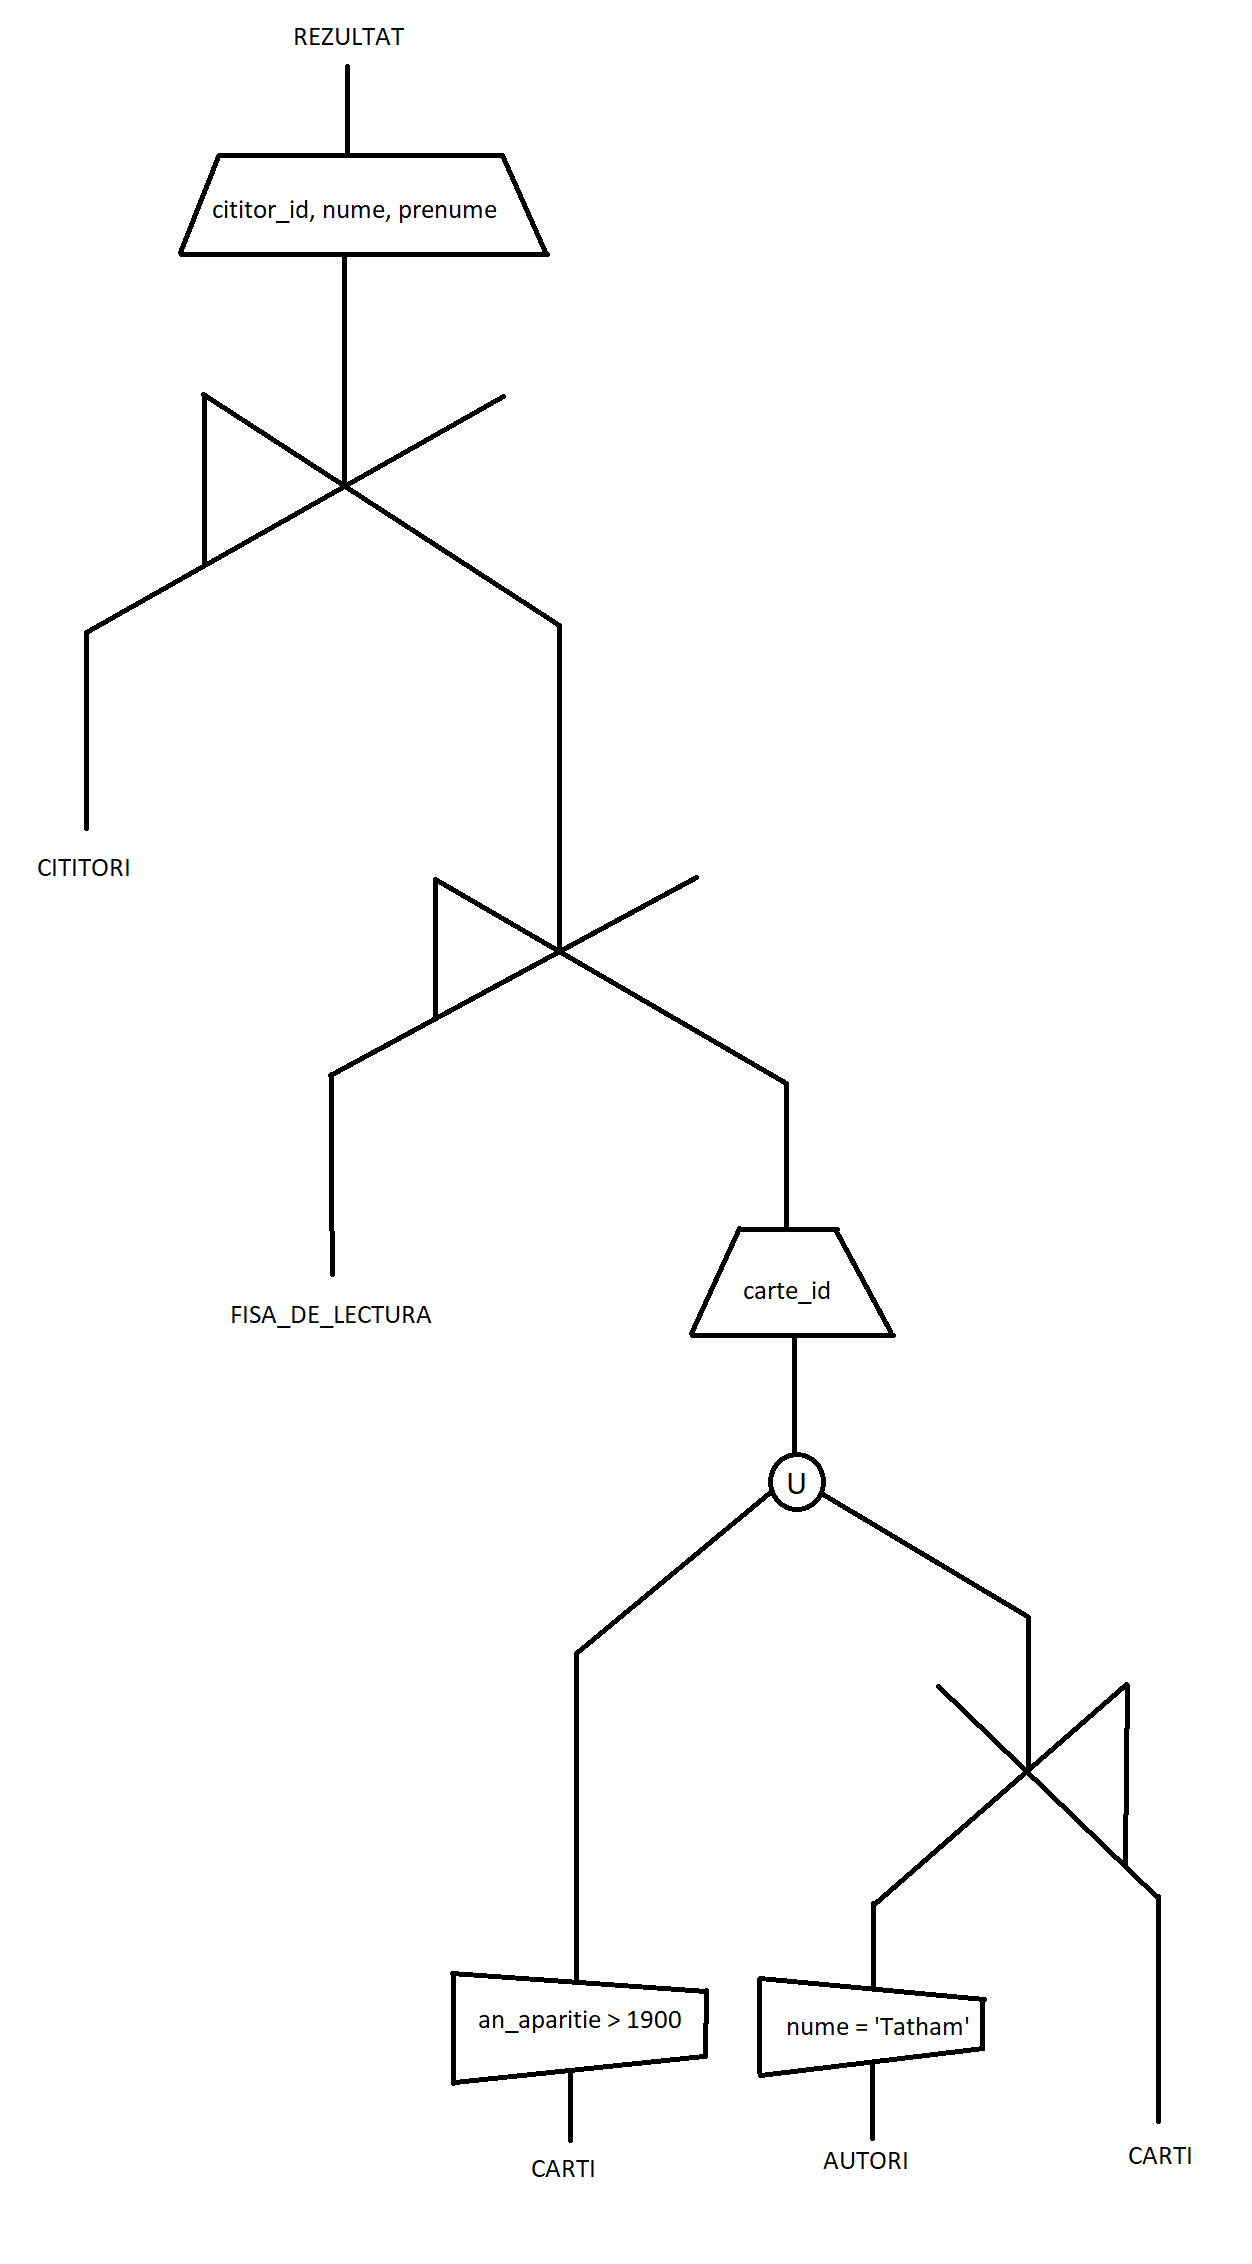 REZULTAT
cititor_id, nume, prenume
CITITORI
FISA_DE_LECTURA
carte_id
U
an_aparitie > 1900
nume = 'Tatham'
CARTI
AUTORI
CARTI